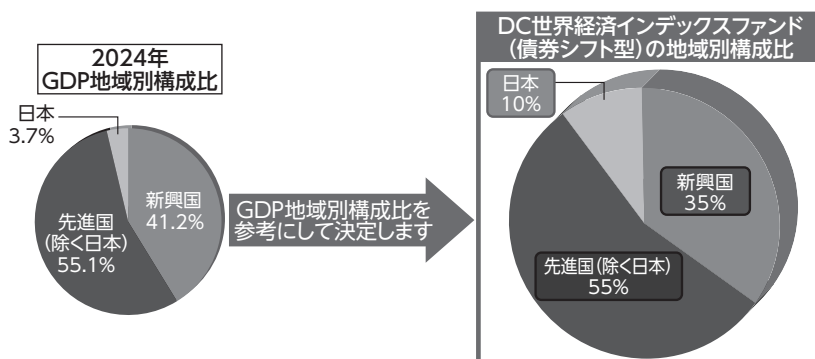 2024年
GDP地域別構成比
日本
3.7%
新興国
41.2%
先進国
(除く日本)
55.1%
GDP地域別構成比を
参考にして決定します
DC世界経済インデックスファンド
(債券シフト型)の地域別構成比
日本
10%
新興国
35%
先進国(除く日本)
55%